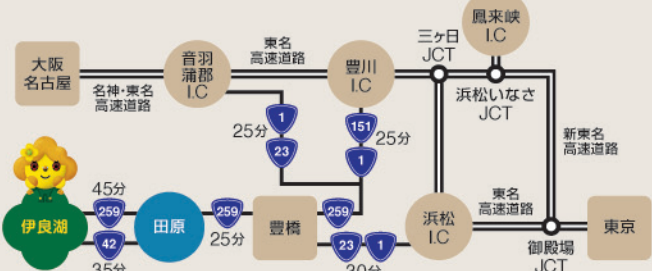 鳳来峡
I.C
大阪
名古屋
名神・東名
高速道路
音羽
蒲郡
I.C
東名
高速道路
豊川
I.C
三ヶ日
JCT
浜松いなさ
JCT
新東名
高速道路
25分
1
23
151
1
25分
伊良湖
45分
259
42
35分
田原
259
25分
豊橋
259
23
1
30分
浜松
I.C
東名
高速道路
御殿場
JCT
東京